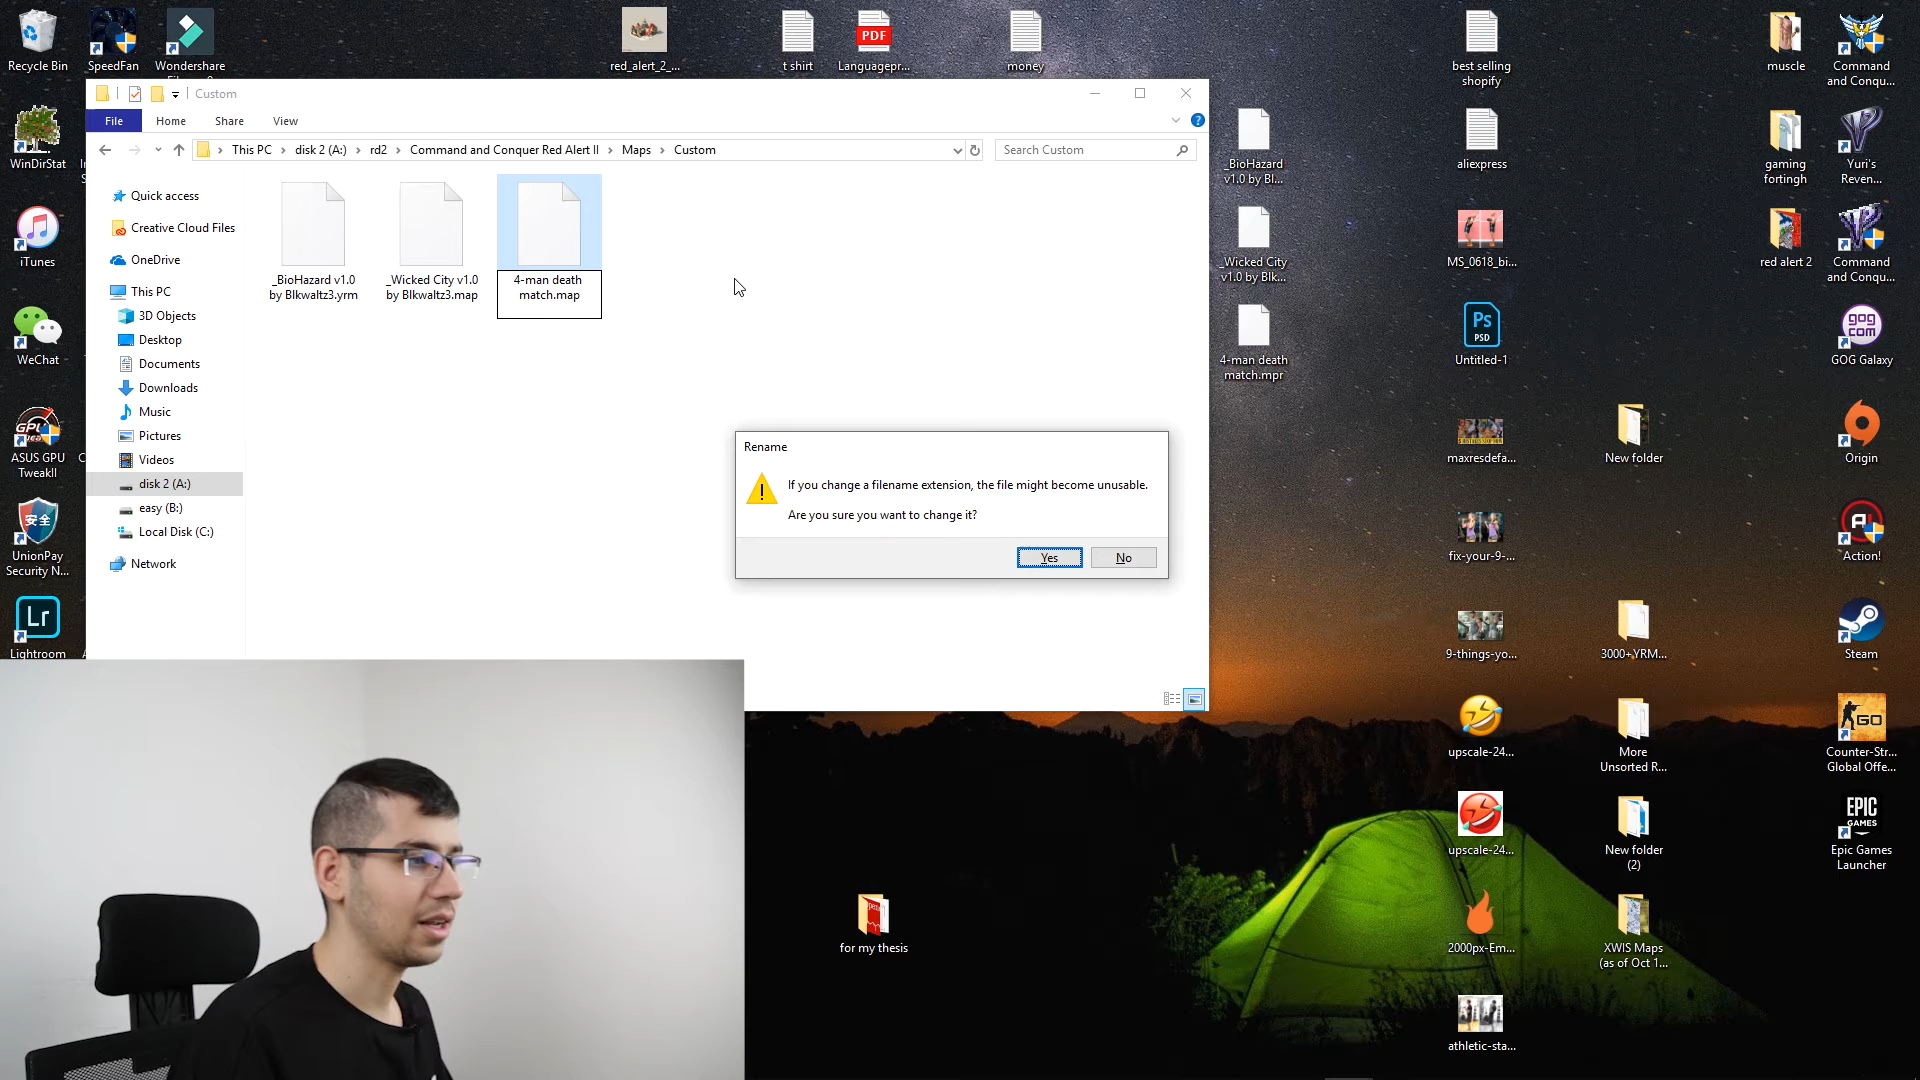 Recycle Bin
SpeedFan
Wondershare
red_alert_2_...
t shirt
PDF
Languagepr...
money
best selling
shopify
muscle
Command
and Conqu...
Custom
File
Home
Share
View
This PC
disk 2 (A:)
rd2
Command and Conquer Red Alert II
Maps
Custom
Search Custom
Quick access
Creative Cloud Files
OneDrive
This PC
3D Objects
Desktop
Documents
Downloads
Music
Pictures
Videos
disk 2 (A:)
easy (B:)
Local Disk (C:)
Network
_BioHazard v1.0
by Blkwaltz3.yrm
_Wicked City v1.0
by Blkwaltz3.map
4-man death
match.map
Rename
If you change a filename extension, the file might become unusable.
Are you sure you want to change it?
Yes
No
WinDirStat
iTunes
WeChat
ASUS GPU
TweakII
安全
UnionPay
Security N...
Lr
Lightroom
_BioHazard
v1.0 by Bl...
_Wicked City
v1.0 by Blk...
4-man death
match.mpr
aliexpress
MS_0618_bi...
Ps
PSD
Untitled-1
maxresdefa...
fix-your-9-...
9-things-yo...
upscale-24...
upscale-24...
2000px-Em...
athletic-sta...
New folder
3000+ YRM...
More
Unsorted R...
New folder
(2)
XWIS Maps
(as of Oct 1...
gaming
fortingh
red alert 2
Yuri's
Reven...
Command
and Conqu...
gog
com
GOG Galaxy
Origin
Action!
Steam
GO
Counter-Str...
Global Offe...
EPIC
GAMES
Epic Games
Launcher
for my thesis